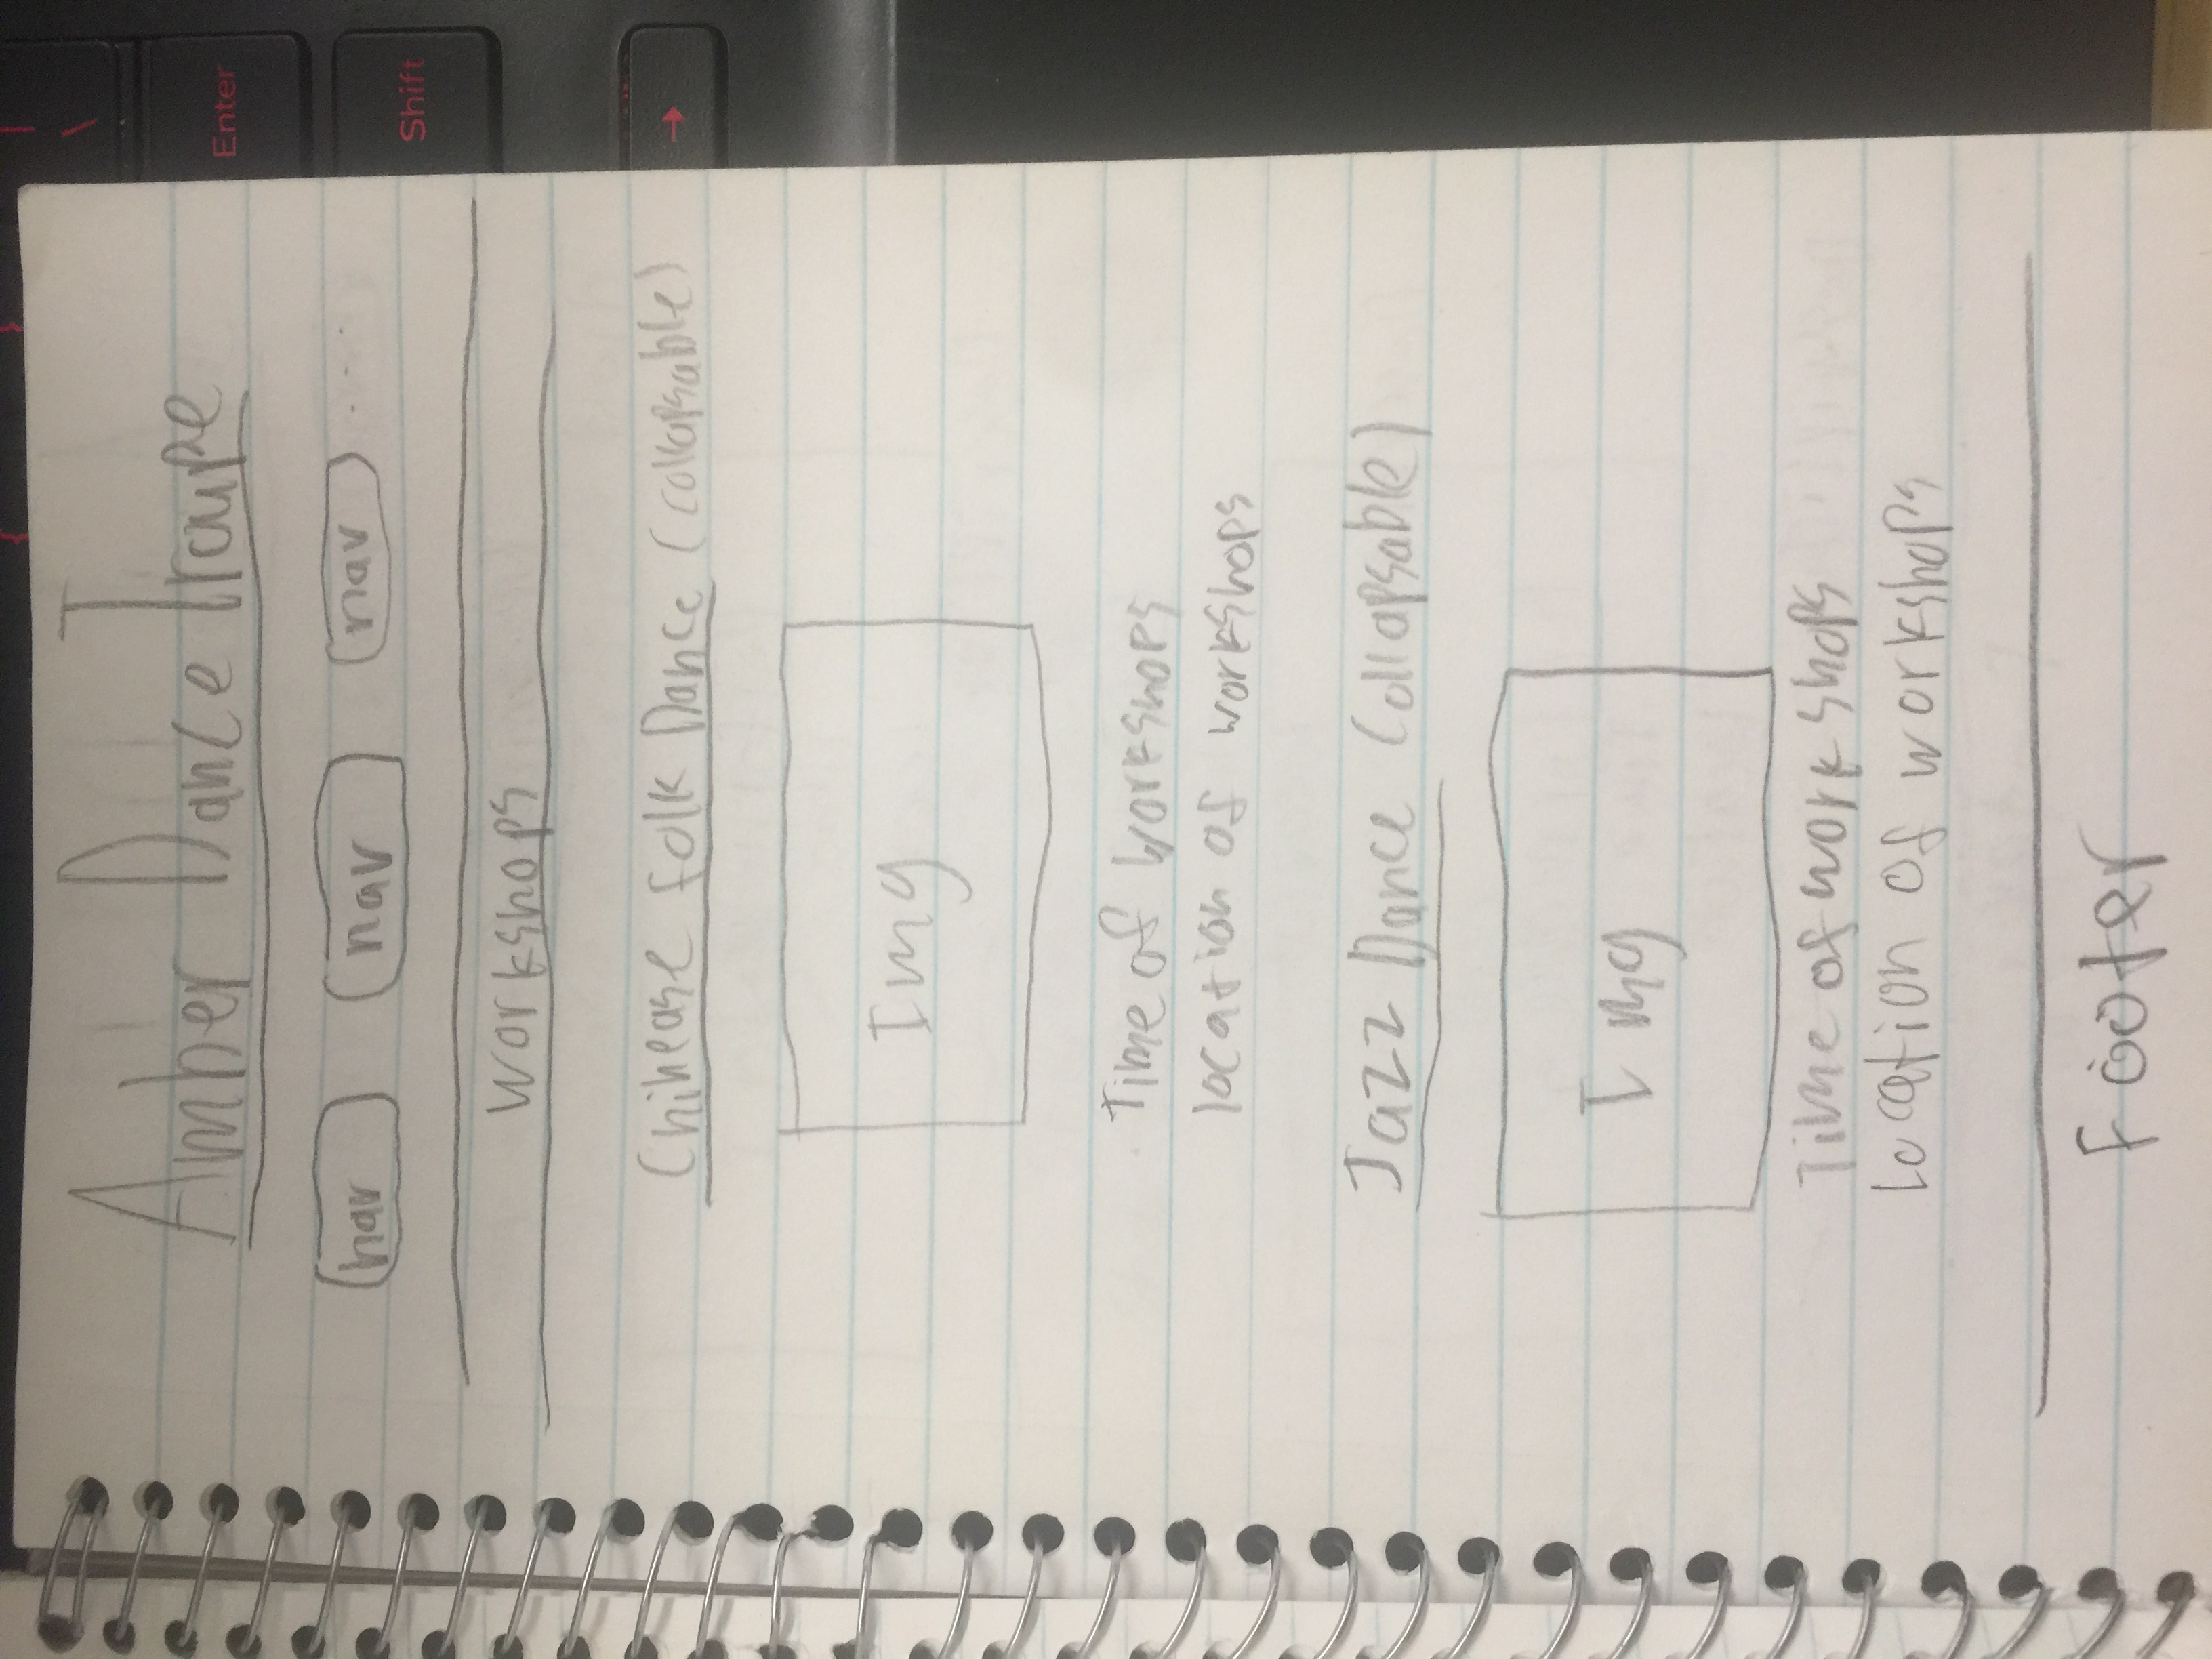 Amber Dance Troupe
nav nav nav ....
Workshops
Chinease folk Dance (collapsable)
Img
Time of workshops
location of workshops
Jazz Dance (collapsable)
Img
Time of workshops
Location of workshops
Footer
}
}
|
\
Enter
Shift
→